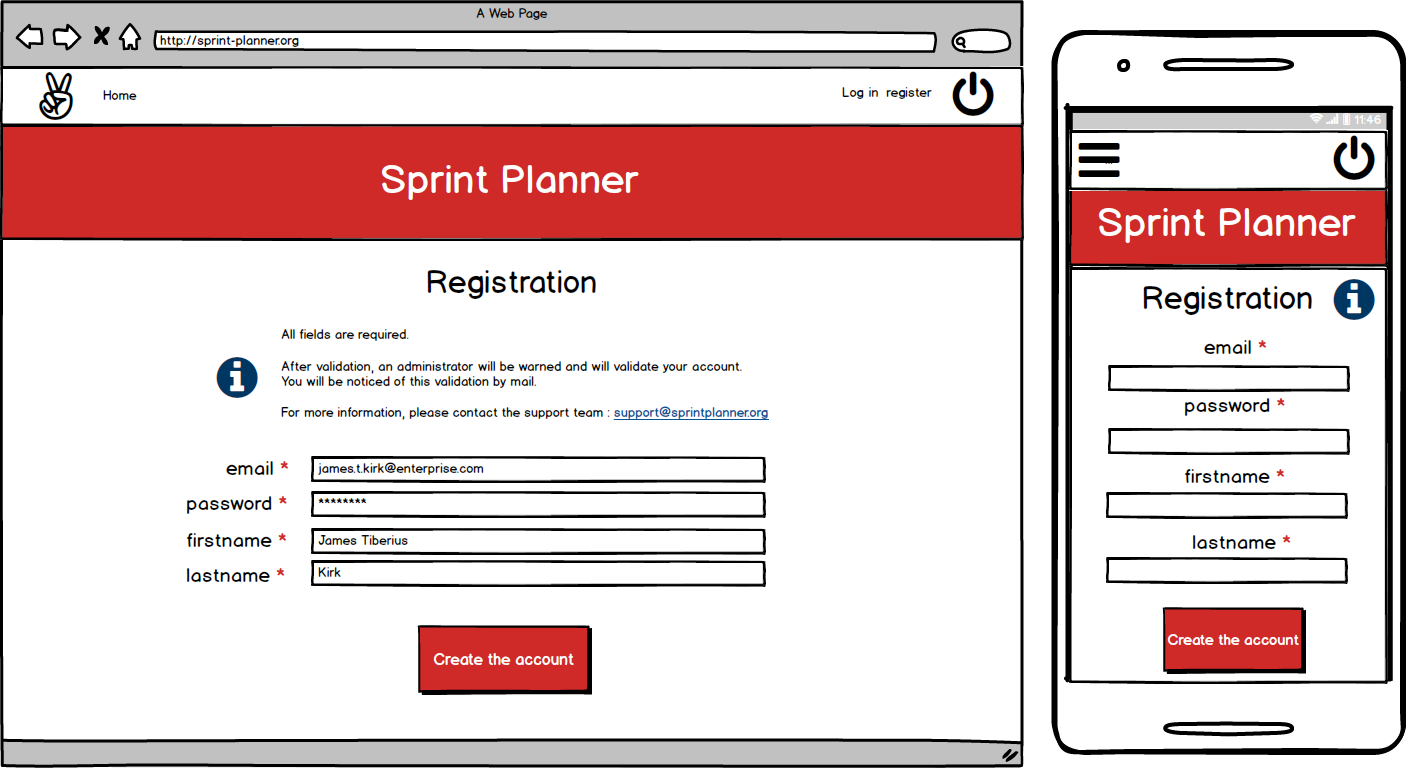 A Web Page
http://sprint-planner.org
Home
Log in register
Sprint Planner
Registration
All fields are required.
After validation, an administrator will be warned and will validate your account.
You will be noticed of this validation by mail.
For more information, please contact the support team : support@sprintplanner.org
email *
james.t.kirk@enterprise.com
password *
********
firstname *
James Tiberius
lastname *
Kirk
Create the account
11:46
Sprint Planner
Registration
email *
password *
firstname *
lastname *
Create the account